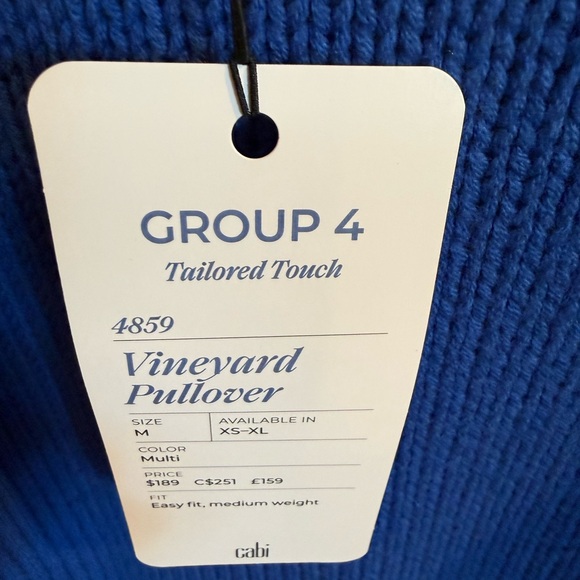 GROUP 4
Tailored Touch
4859
Vineyard
Pullover
SIZE AVAILABLE IN
M XS–XL
COLOR
Multi
PRICE
$189 C$251 £159
FIT
Easy fit, medium weight
cabi